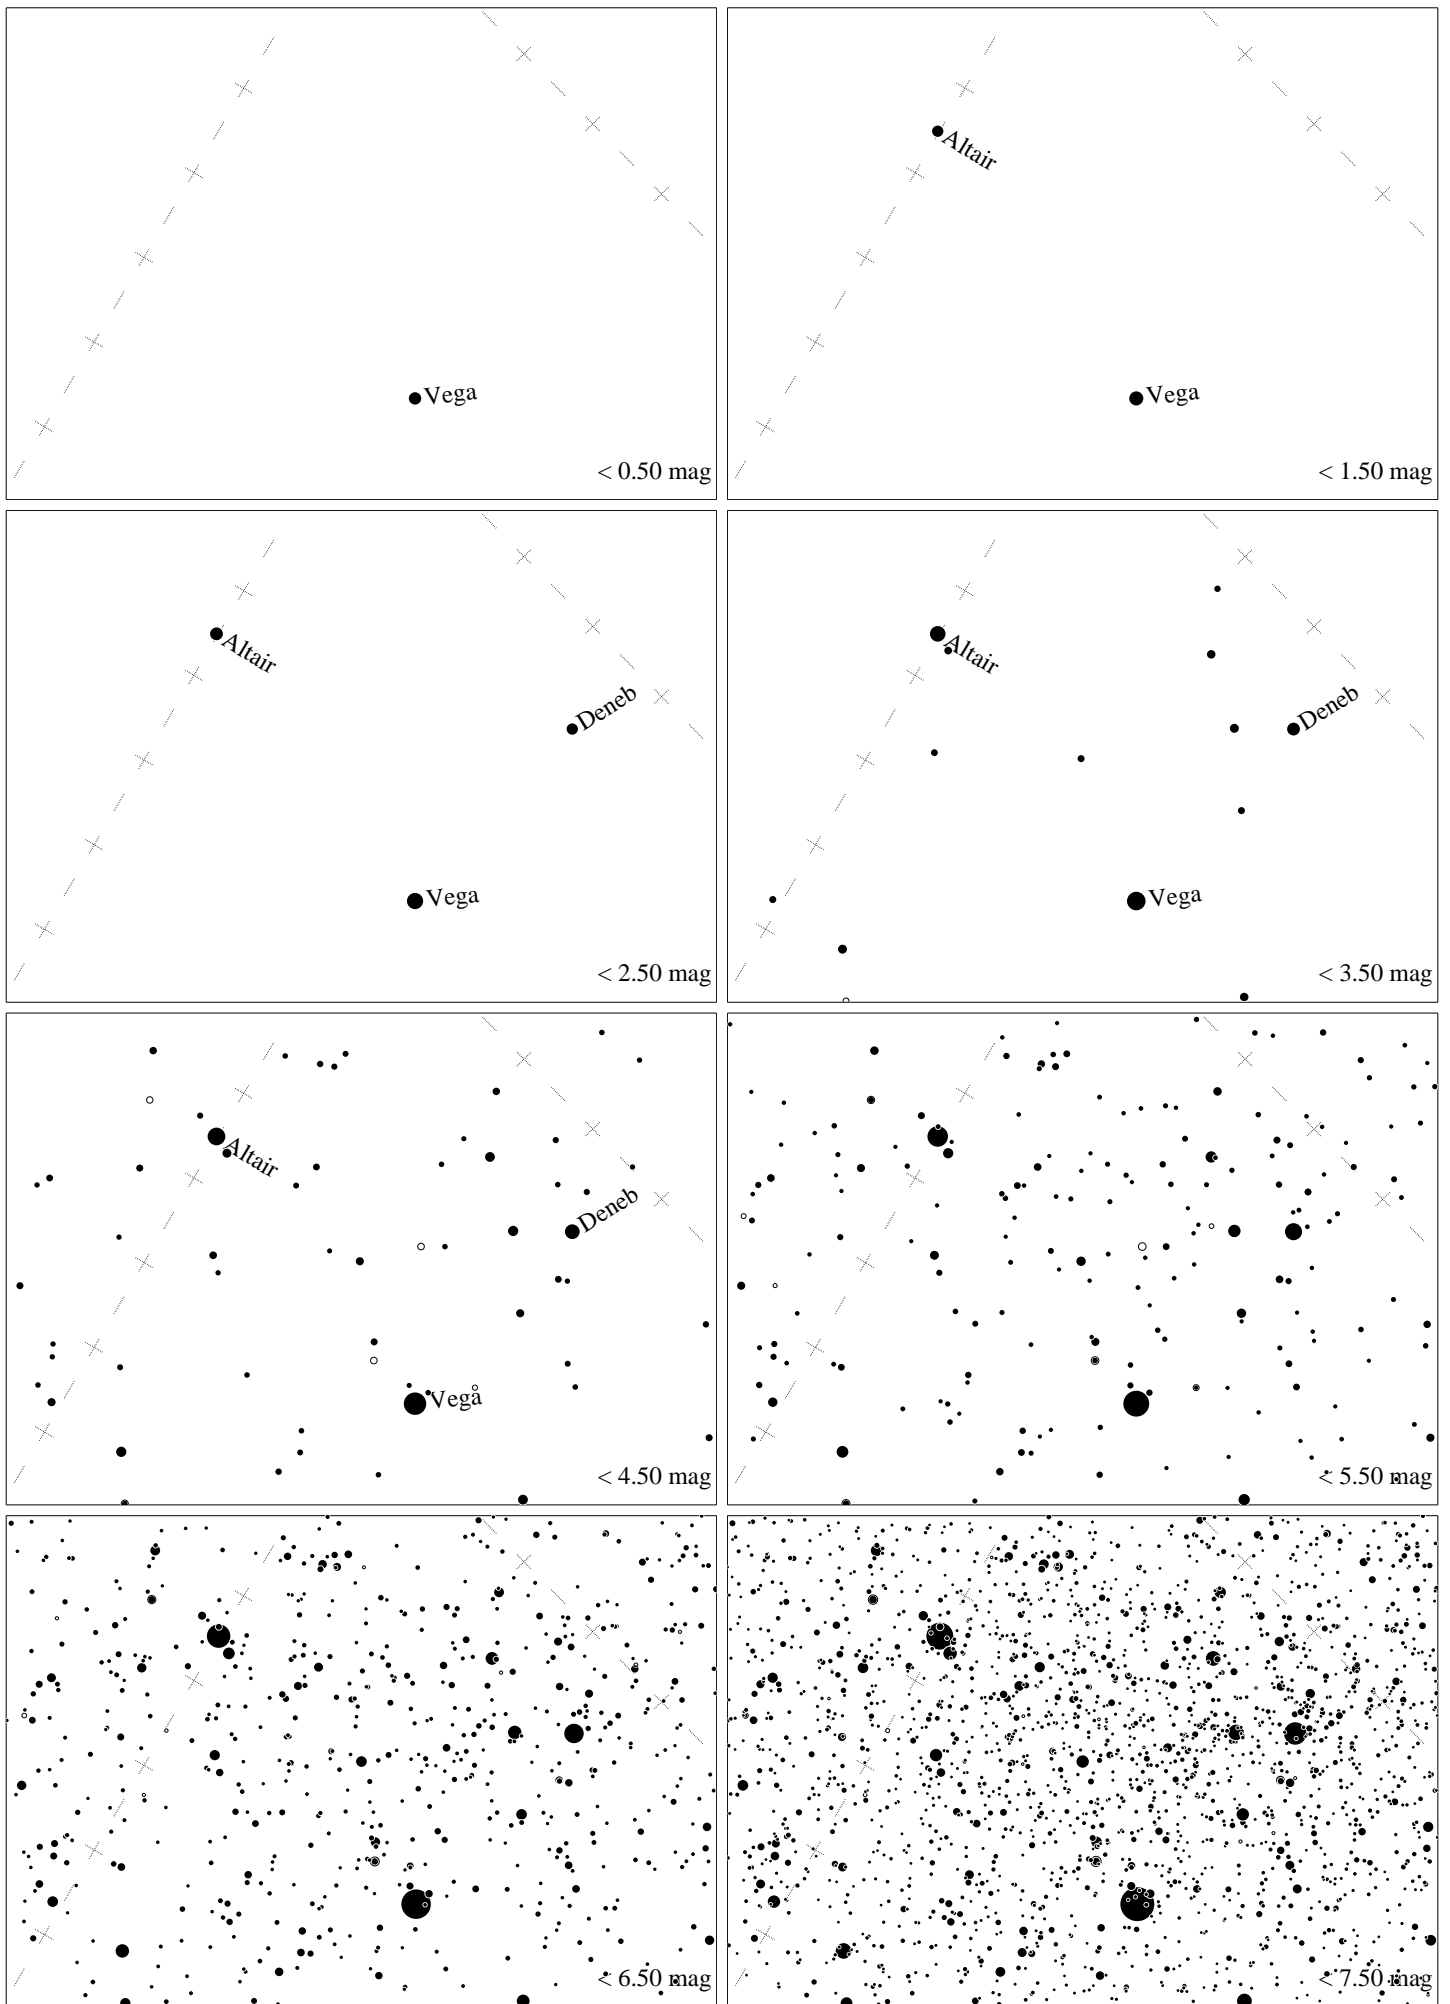 Vega
< 0.50 mag
Altair
Vega
< 1.50 mag
Altair
Deneb
Vega
< 2.50 mag
Altair
Deneb
Vega
< 3.50 mag
Altair
Deneb
Vega
< 4.50 mag
< 5.50 mag
< 6.50 mag
< 7.50 mag